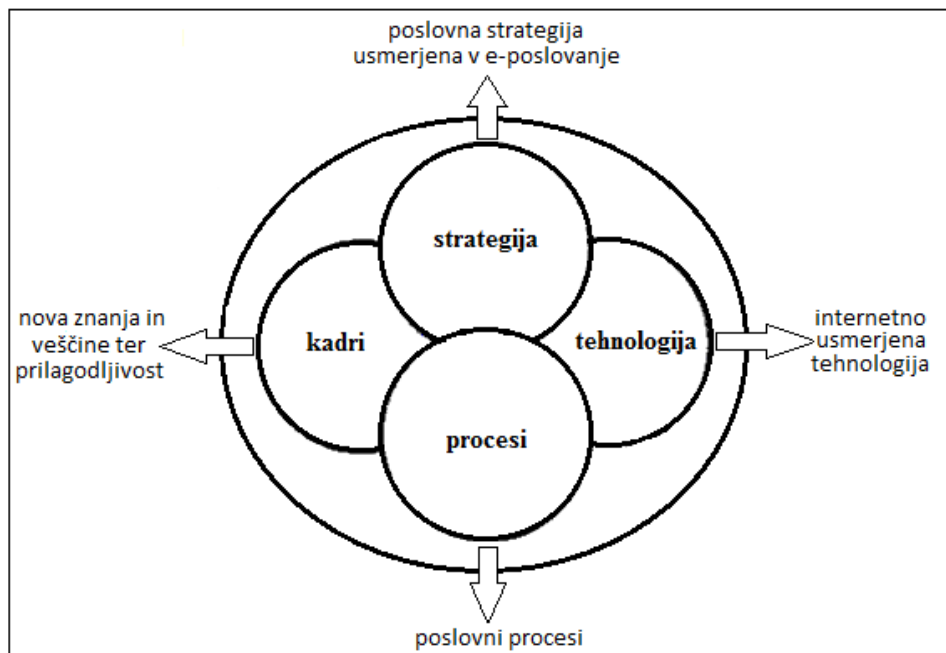 poslovna strategija
usmerjena v e-poslovanje
strategija
nova znanja in
veščine ter
prilagodljivost
kadri
tehnologija
internetno
usmerjena
tehnologija
procesi
poslovni procesi